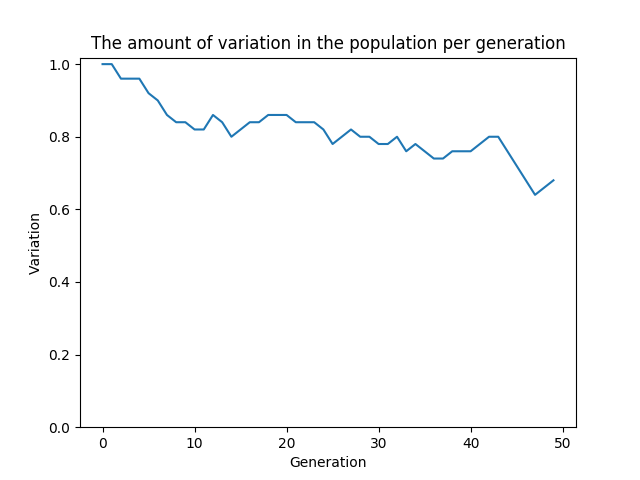 The amount of variation in the population per generation
1.0
0.8
0.6
0.4
0.2
0.0
Variation
0 10 20 30 40 50
Generation